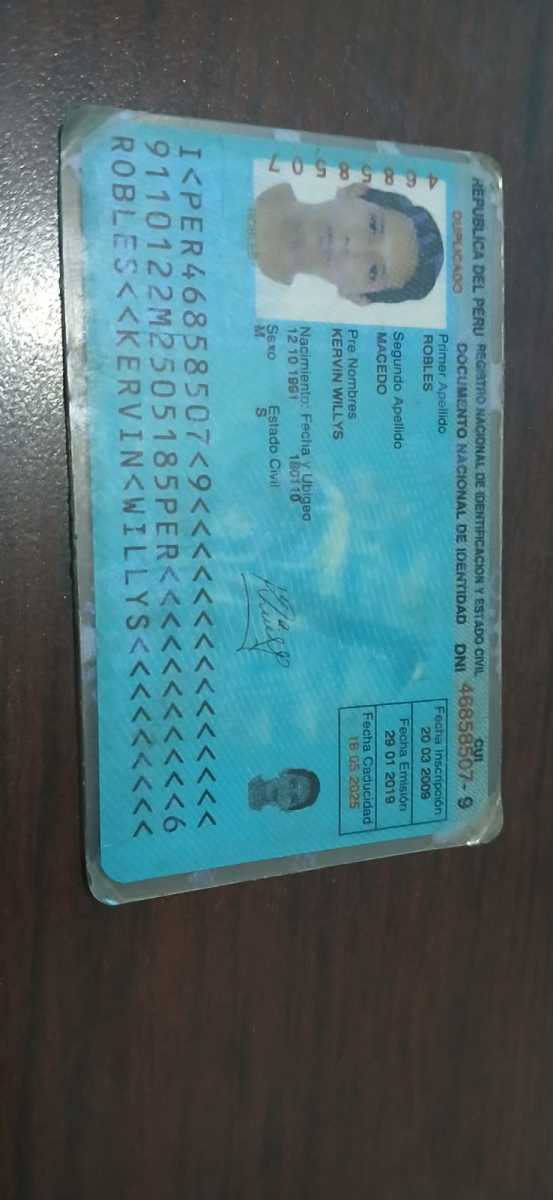 REPUBLICA DEL PERU REGISTRO NACIONAL DE IDENTIFICACION Y ESTADO CIVIL CUI
DUPLICADO DOCUMENTO NACIONAL DE IDENTIDAD DNI 46858507-9
46858507
Primer Apellido
ROBLES
Segundo Apellido
MACEDO
Pre Nombres
KERVIN WILLYS
Nacimiento: Fecha y Ubigeo
12 10 1991 180110
Sexo Estado Civil
M S
Fecha Inscripción
20 03 2009
Fecha Emisión
29 01 2019
Fecha Caducidad
18 05 2025
I<PER46858507<9<<<<<<<<<<<<<<<
9110122M2505185PER<<<<<<<<<<<6
ROBLES<<KERVIN<WILLYS<<<<<<<<<